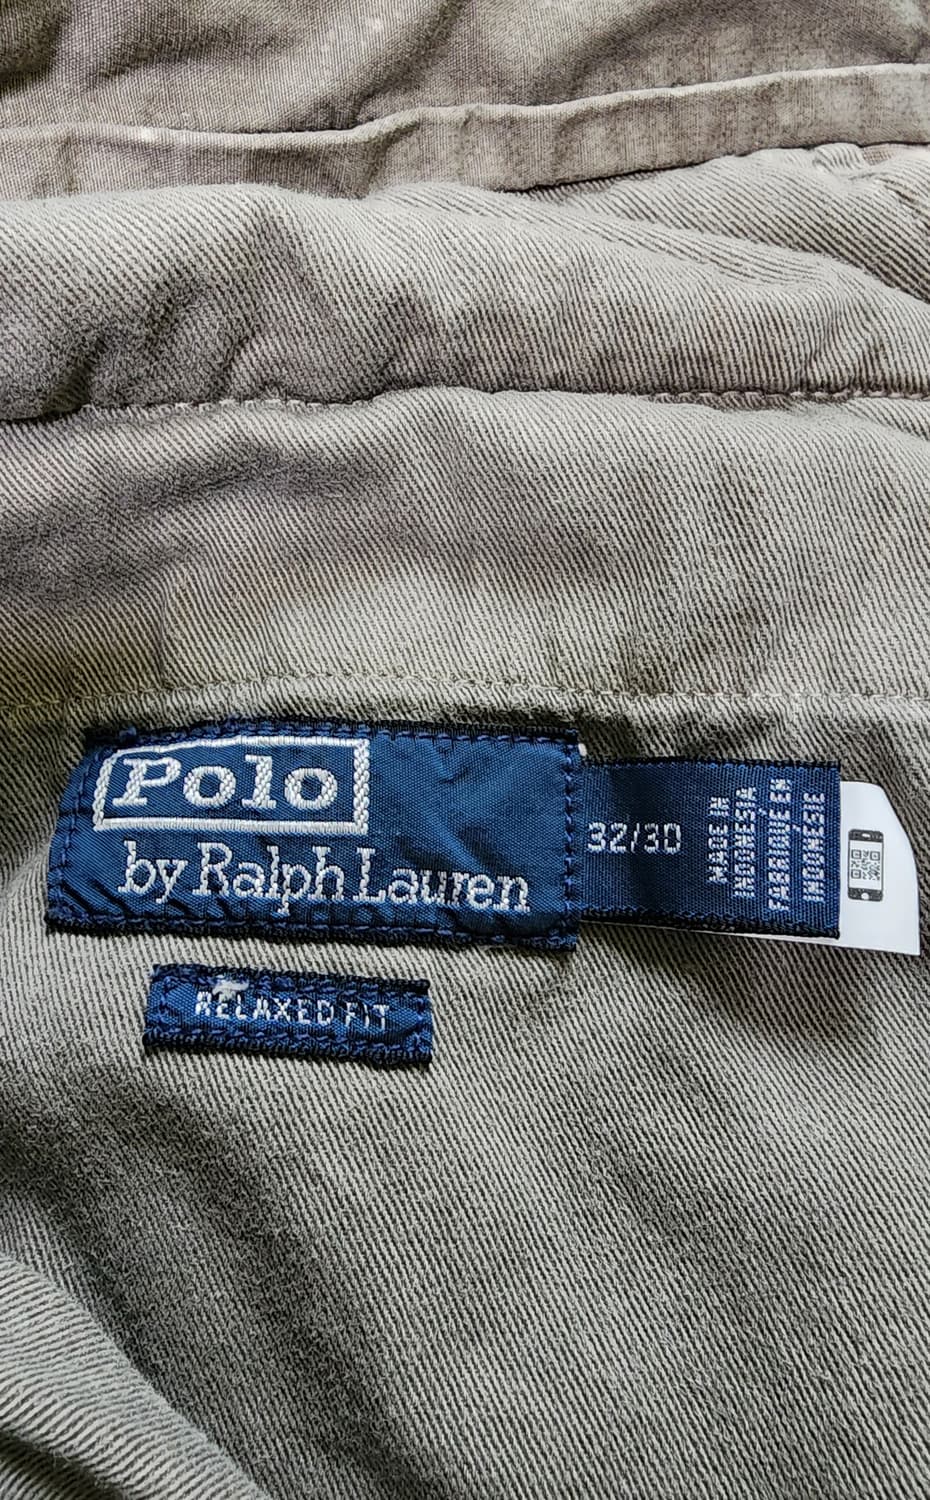 Polo
by Ralph Lauren
32/30
MADE IN
INDONESIA
FABRIQUÉ EN
INDONÉSIE
RELAXED FIT